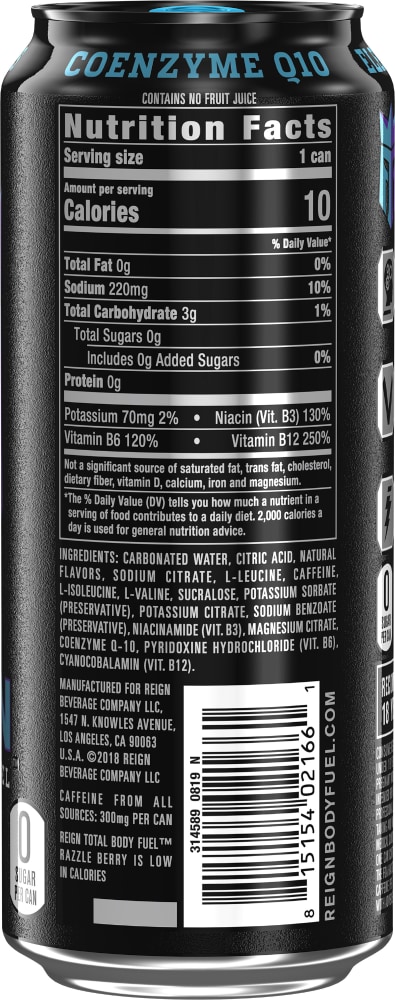 COENZYME Q10
CONTAINS NO FRUIT JUICE
Nutrition Facts
Serving size 1 can
Amount per serving
Calories 10
% Daily Value*
Total Fat 0g 0%
Sodium 220mg 10%
Total Carbohydrate 3g 1%
Total Sugars 0g
Includes 0g Added Sugars 0%
Protein 0g
Potassium 70mg 2% • Niacin (Vit. B3) 130%
Vitamin B6 120% • Vitamin B12 250%
Not a significant source of saturated fat, trans fat, cholesterol,
dietary fiber, vitamin D, calcium, iron and magnesium.
*The % Daily Value (DV) tells you how much a nutrient in a
serving of food contributes to a daily diet. 2,000 calories a
day is used for general nutrition advice.
INGREDIENTS: CARBONATED WATER, CITRIC ACID, NATURAL
FLAVORS, SODIUM CITRATE, L-LEUCINE, CAFFEINE,
L-ISOLEUCINE, L-VALINE, SUCRALOSE, POTASSIUM SORBATE
(PRESERVATIVE), POTASSIUM CITRATE, SODIUM BENZOATE
(PRESERVATIVE), NIACINAMIDE (VIT. B3), MAGNESIUM CITRATE,
COENZYME Q-10, PYRIDOXINE HYDROCHLORIDE (VIT. B6),
CYANOCOBALAMIN (VIT. B12).
MANUFACTURED FOR REIGN
BEVERAGE COMPANY LLC,
1547 N. KNOWLES AVENUE,
LOS ANGELES, CA 90063
U.S.A. ©2018 REIGN
BEVERAGE COMPANY LLC
CAFFEINE FROM ALL
SOURCES: 300mg PER CAN
REIGN TOTAL BODY FUEL™
RAZZLE BERRY IS LOW
IN CALORIES
314589 0819 N
8 15154 02166 1
REIGNBODYFUEL.COM
0
SUGAR
PER CAN
0
SUGAR
PER CAN